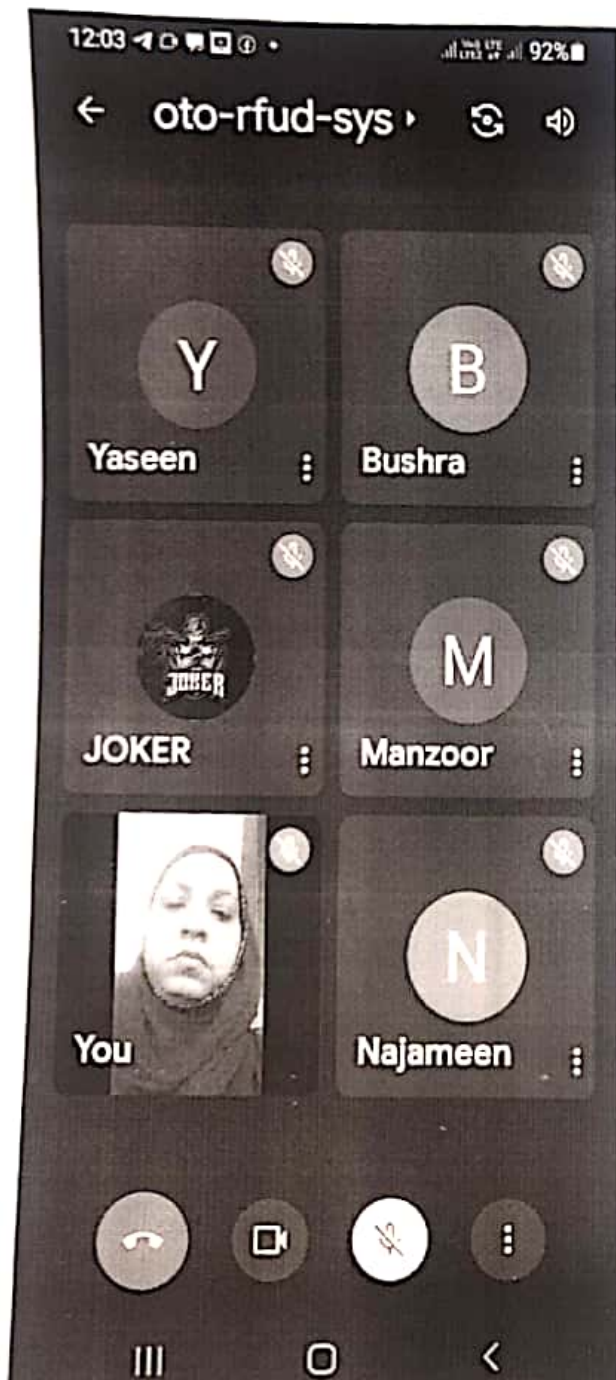 12:03 92%
oto-rfud-sys
Y B
Yaseen Bushra
JOKER M
JOKER Manzoor
N
You Najameen